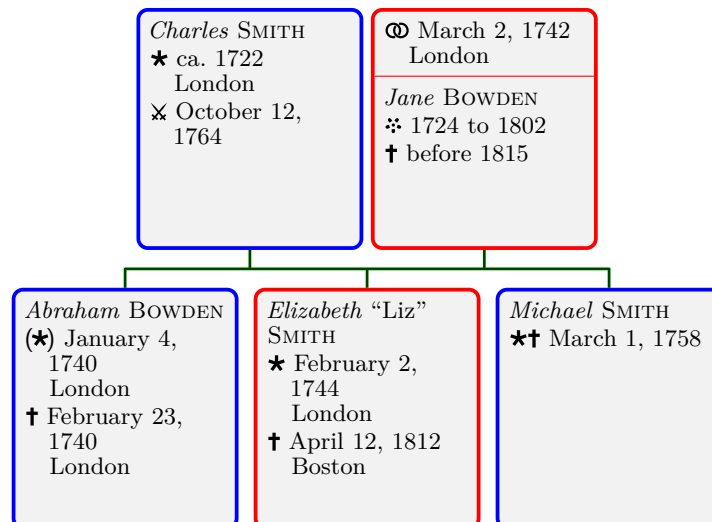 Charles SMITH
★ ca. 1722
London
⚔ October 12,
1764
⚭ March 2, 1742
London
Jane BOWDEN
⁘ 1724 to 1802
† before 1815
Abraham BOWDEN
(★) January 4,
1740
London
† February 23,
1740
London
Elizabeth “Liz”
SMITH
★ February 2,
1744
London
† April 12, 1812
Boston
Michael SMITH
★† March 1, 1758